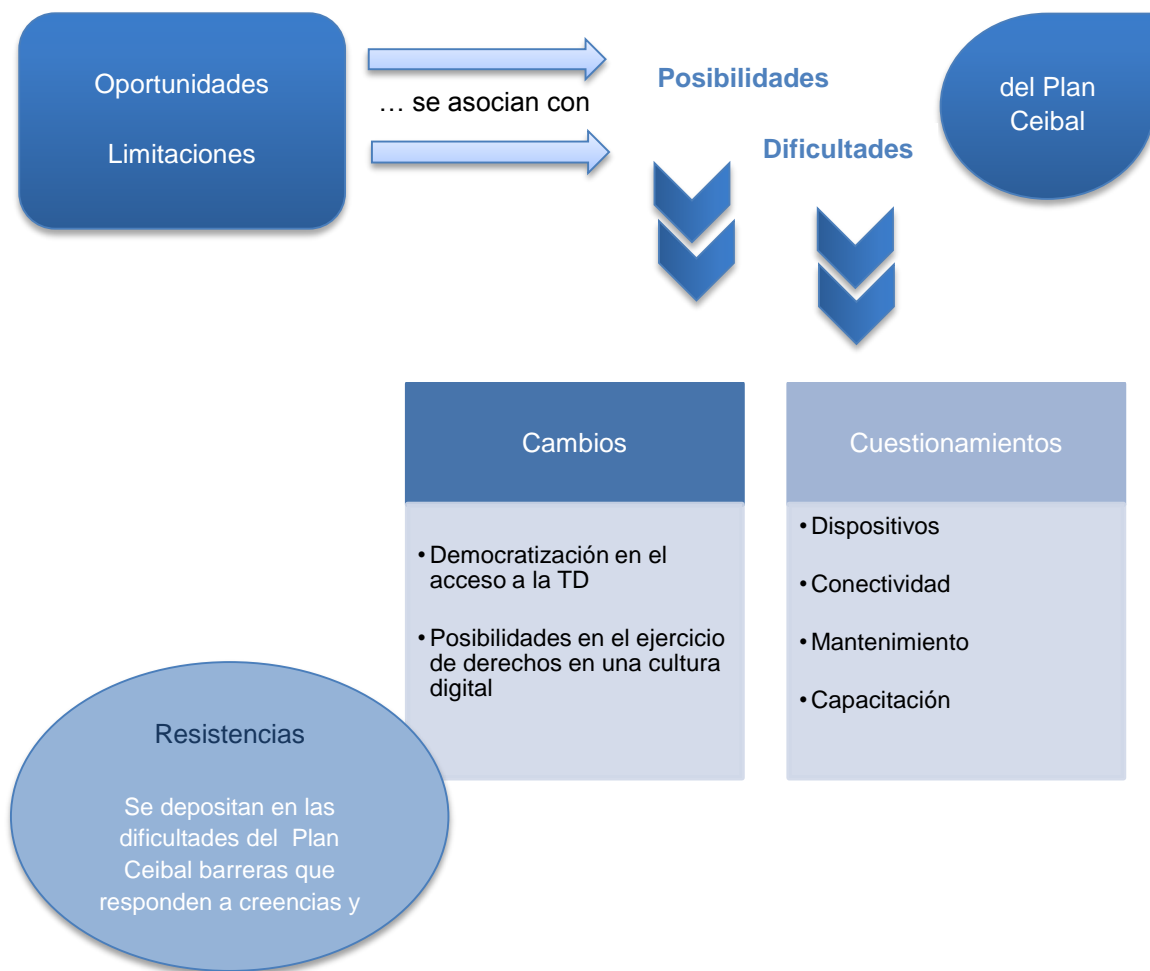 Oportunidades
Limitaciones
… se asocian con
Posibilidades
Dificultades
del Plan
Ceibal
Cambios
• Democratización en el
acceso a la TD
• Posibilidades en el ejercicio
de derechos en una cultura
digital
Cuestionamientos
• Dispositivos
• Conectividad
• Mantenimiento
• Capacitación
Resistencias
Se depositan en las
dificultades del Plan
Ceibal barreras que
responden a creencias y